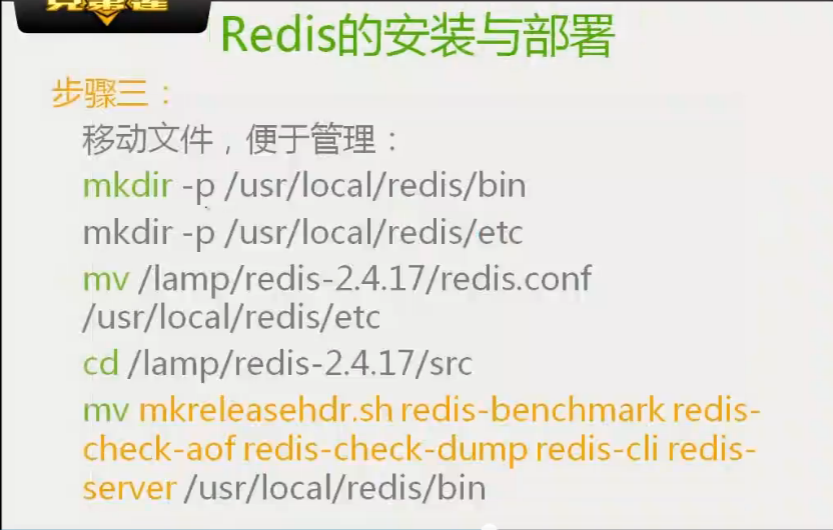 Redis的安装与部署
步骤三：
移动文件，便于管理：
mkdir -p /usr/local/redis/bin
mkdir -p /usr/local/redis/etc
mv /lamp/redis-2.4.17/redis.conf
/usr/local/redis/etc
cd /lamp/redis-2.4.17/src
mv mkreleasehdr.sh redis-benchmark redis-
check-aof redis-check-dump redis-cli redis-
server /usr/local/redis/bin